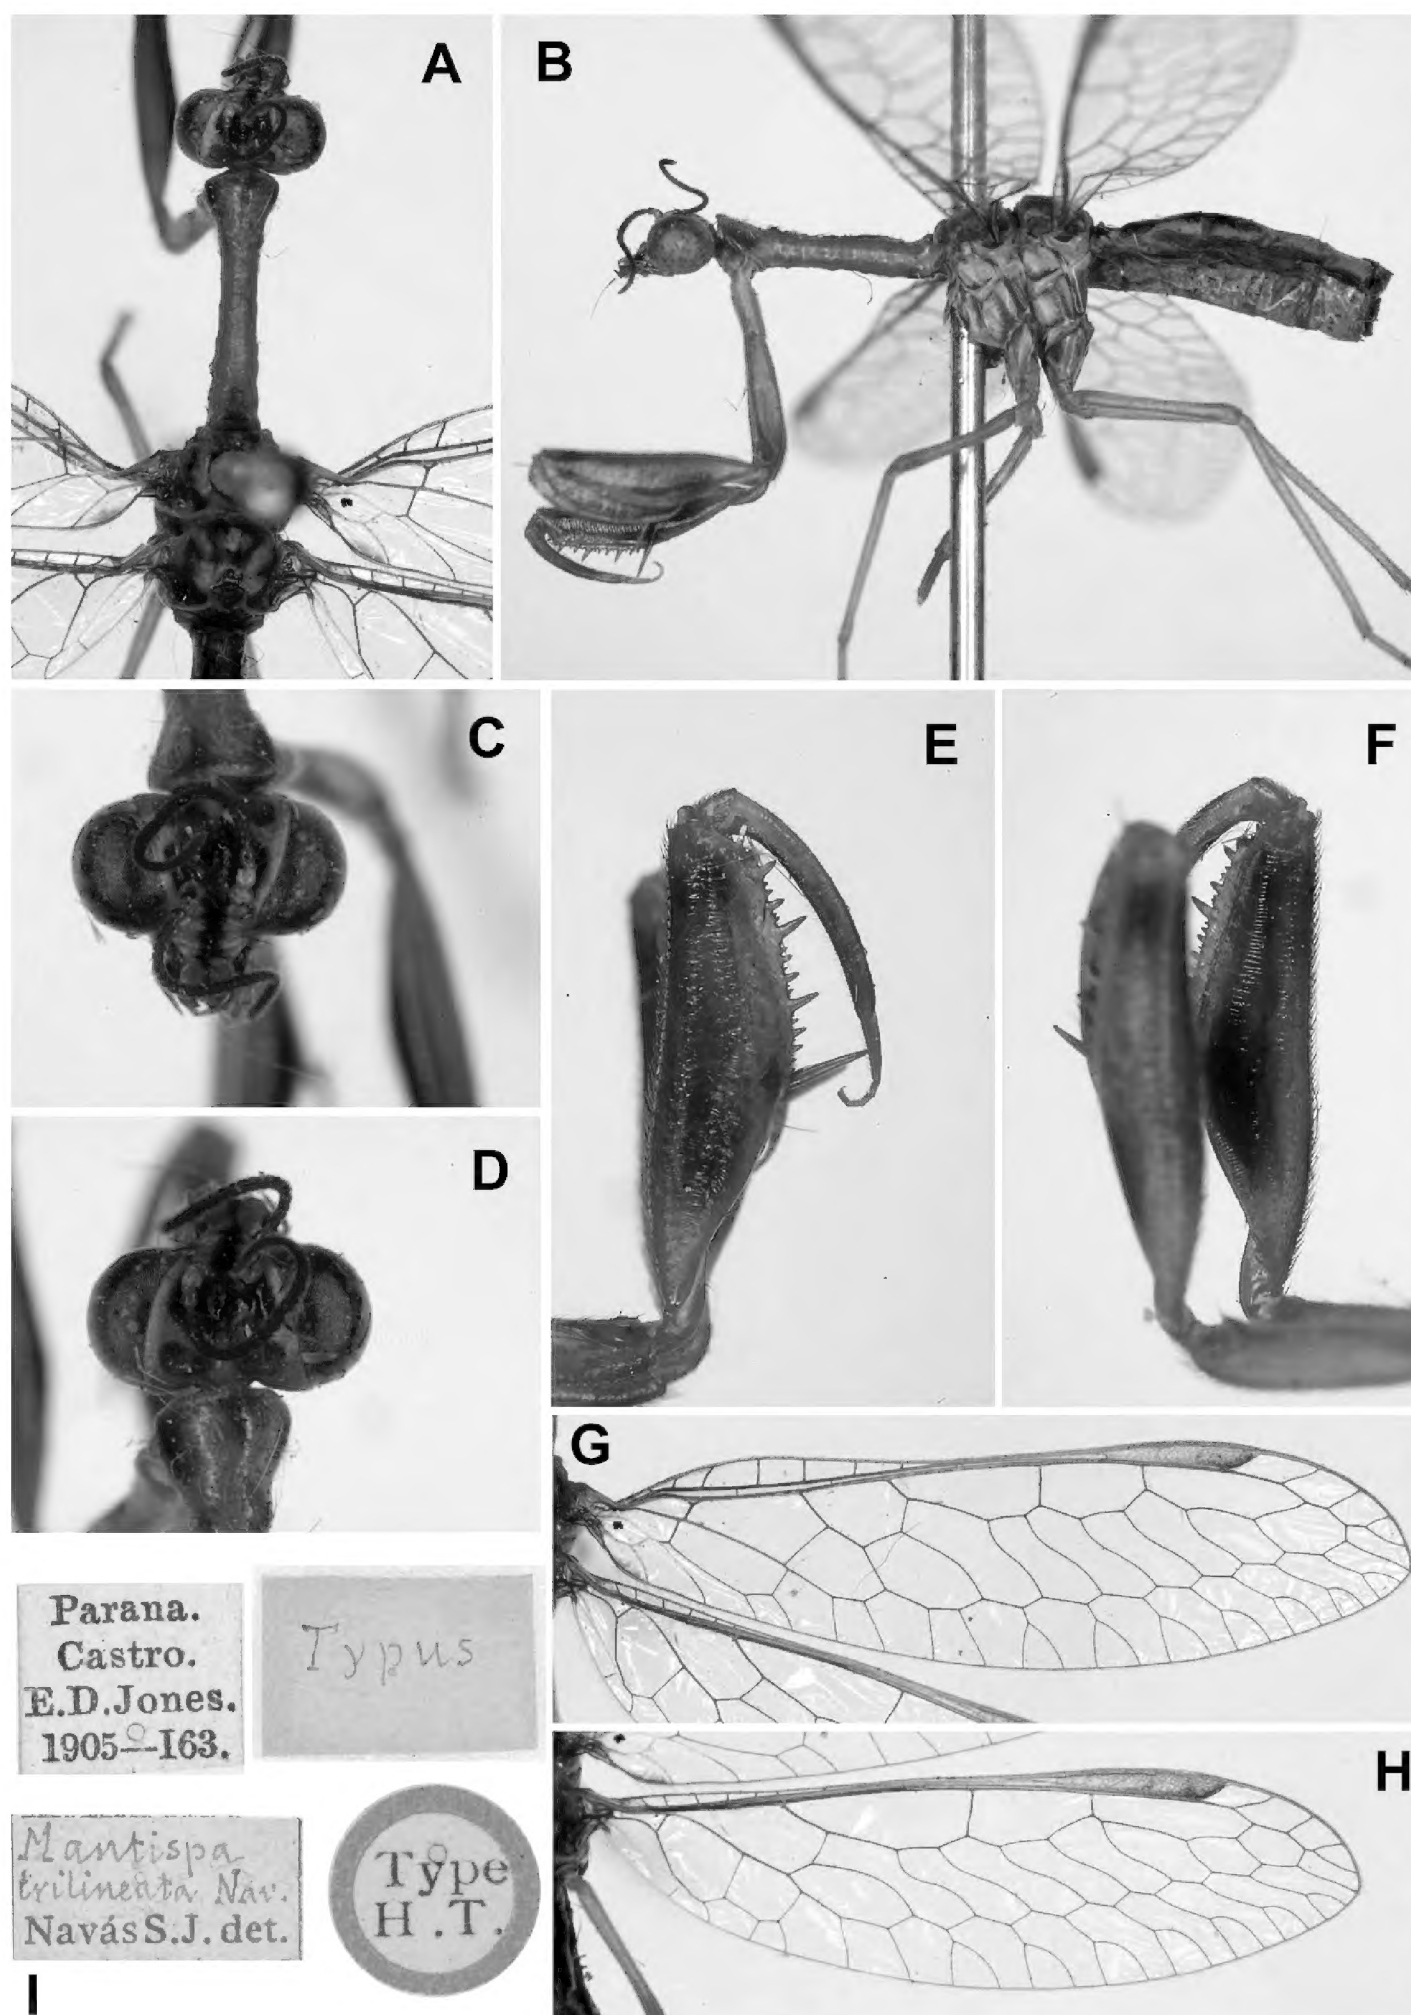 A
B
C
D
E
F
G
H
Parana.
Castro.
E.D.Jones.
1905—163.
Typus
Mantispa
trilineata Nav.
Navás S.J. det.
Type
H.T.
I